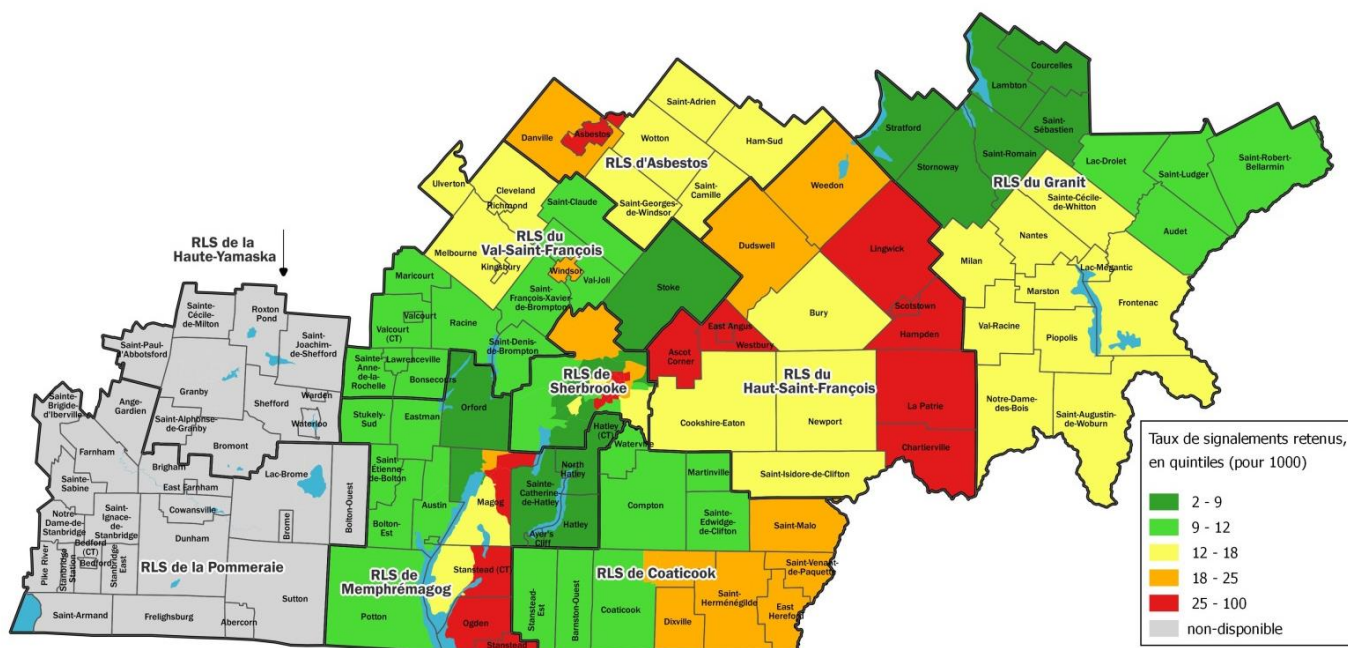 Courcelles
Lambton
Saint-
Sébastien
Stratford
Saint-Romain
Stornoway
Lac-Drolet
Saint-Ludger
Saint-Robert-
Bellarmin
RLS du Granit
Sainte-Cécile-
de-Whitton
Audet
Nantes
Milan
Lac-Mégantic
Marston
Frontenac
Val-Racine
Piopolis
Notre-Dame-
des-Bois
Saint-Augustin-
de-Woburn
Saint-Adrien
Danville
Asbestos
Wotton
Ham-Sud
RLS d'Asbestos
Saint-
Camille
Saint-Georges-
de-Windsor
Weedon
Dudswell
Lingwick
Scotstown
Hampden
Bury
East Angus
Westbury
Ascot
Corner
RLS du
Haut-Saint-François
La Patrie
Cookshire-Eaton
Newport
Chartierville
Saint-Isidore-de-Clifton
Ulverton
Cleveland
Richmond
Saint-Claude
RLS du
Val-Saint-François
Melbourne
Kingsbury
Windsor
Val-Joli
Stoke
Maricourt
Saint-
François-Xavier-
de-Brompton
Valcourt
Valcourt (CT)
Racine
Saint-Denis-
de-Brompton
Sainte-
Anne-
de-la-
Rochelle
Lawrenceville
Bonsecours
RLS de
Sherbrooke
RLS de la
Haute-Yamaska
Sainte-
Cécile-
de-Milton
Roxton
Pond
Saint-
Joachim-
de-Shefford
Saint-Paul-
d'Abbotsford
Granby
Shefford
Warden
Waterloo
Saint-Alphonse-
de-Granby
Bromont
Ange-
Gardien
Sainte-
Brigide-
d'Iberville
Farnham
Brigham
East Farnham
Lac-Brome
Sainte-
Sabine
Cowansville
Notre-
Dame-de-
Stanbridge
Saint-
Ignace-
de-
Stanbridge
Dunham
Brome
Bolton-Ouest
Bedford
(CT)
Bedford
Pike River
Stanbridge
Station
Stanbridge
East
RLS de la Pommeraie
Sutton
Saint-Armand
Frelighsburg
Abercorn
Stukely-
Sud
Eastman
Orford
Saint-
Étienne-
de-Bolton
Austin
Magog
Bolton-
Est
Hatley
(CT)
Waterville
North
Hatley
Sainte-
Catherine-
de-Hatley
Hatley
Ayer's
Cliff
RLS de
Memphrémagog
Stanstead (CT)
Potton
Ogden
Stanstead
Martinville
Compton
Sainte-
Edwidge-
de-Clifton
Saint-Malo
RLS de Coaticook
Saint-Venant-
de-Paquette
Stanstead-
Est
Barnston-Ouest
Coaticook
Saint-
Herménégilde
East
Hereford
Dixville
Taux de signalements retenus,
en quintiles (pour 1000)
2 - 9
9 - 12
12 - 18
18 - 25
25 - 100
non-disponible